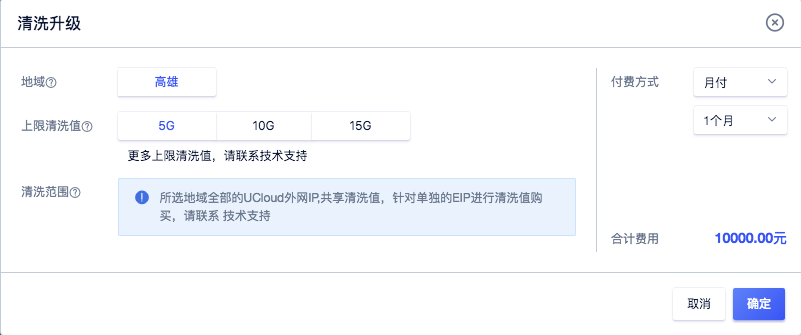 清洗升级
地域
高雄
付费方式
月付
上限清洗值
5G
10G
15G
1个月
更多上限清洗值，请联系技术支持
清洗范围
所选地域全部的UCloud外网IP,共享清洗值，针对单独的EIP进行清洗值购
买，请联系 技术支持
合计费用
10000.00元
取消
确定